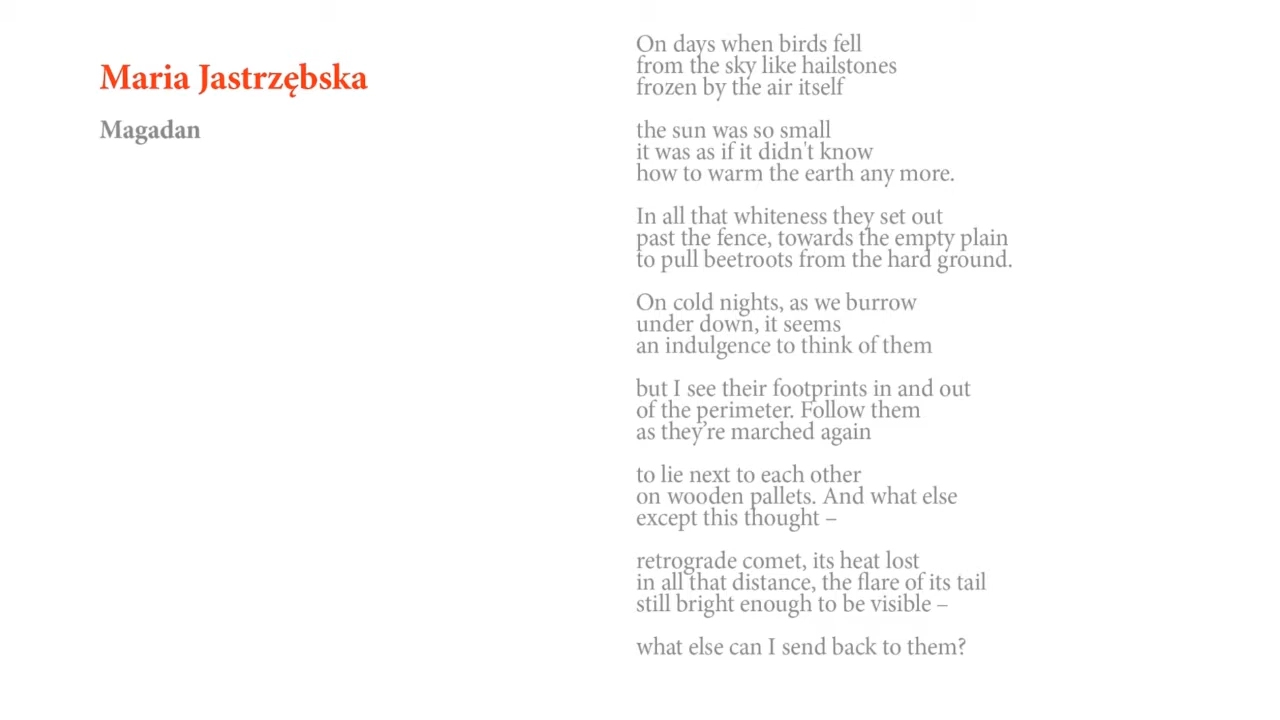 Maria Jastrzębska
Magadan
On days when birds fell
from the sky like hailstones
frozen by the air itself
the sun was so small
it was as if it didn't know
how to warm the earth any more.
In all that whiteness they set out
past the fence, towards the empty plain
to pull beetroots from the hard ground.
On cold nights, as we burrow
under down, it seems
an indulgence to think of them
but I see their footprints in and out
of the perimeter. Follow them
as they’re marched again
to lie next to each other
on wooden pallets. And what else
except this thought –
retrograde comet, its heat lost
in all that distance, the flare of its tail
still bright enough to be visible –
what else can I send back to them?